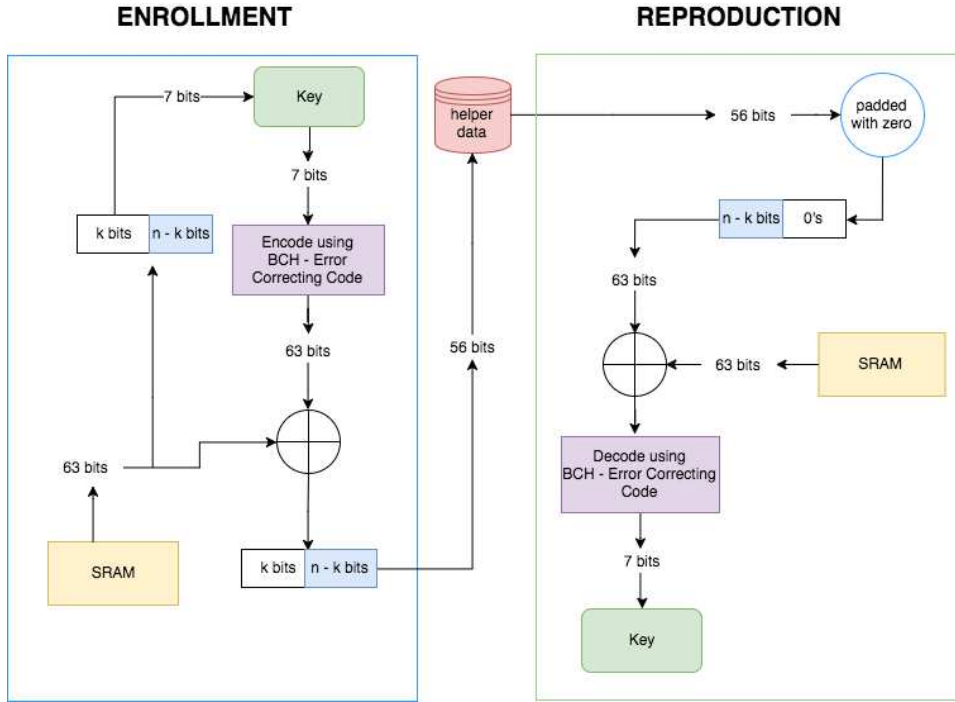 ENROLLMENT
7 bits
Key
7 bits
k bits
n - k bits
Encode using
BCH - Error
Correcting Code
63 bits
63 bits
SRAM
k bits
n - k bits
56 bits
helper
data
REPRODUCTION
56 bits
padded
with zero
n - k bits
0's
63 bits
63 bits
SRAM
Decode using
BCH - Error Correcting
Code
7 bits
Key